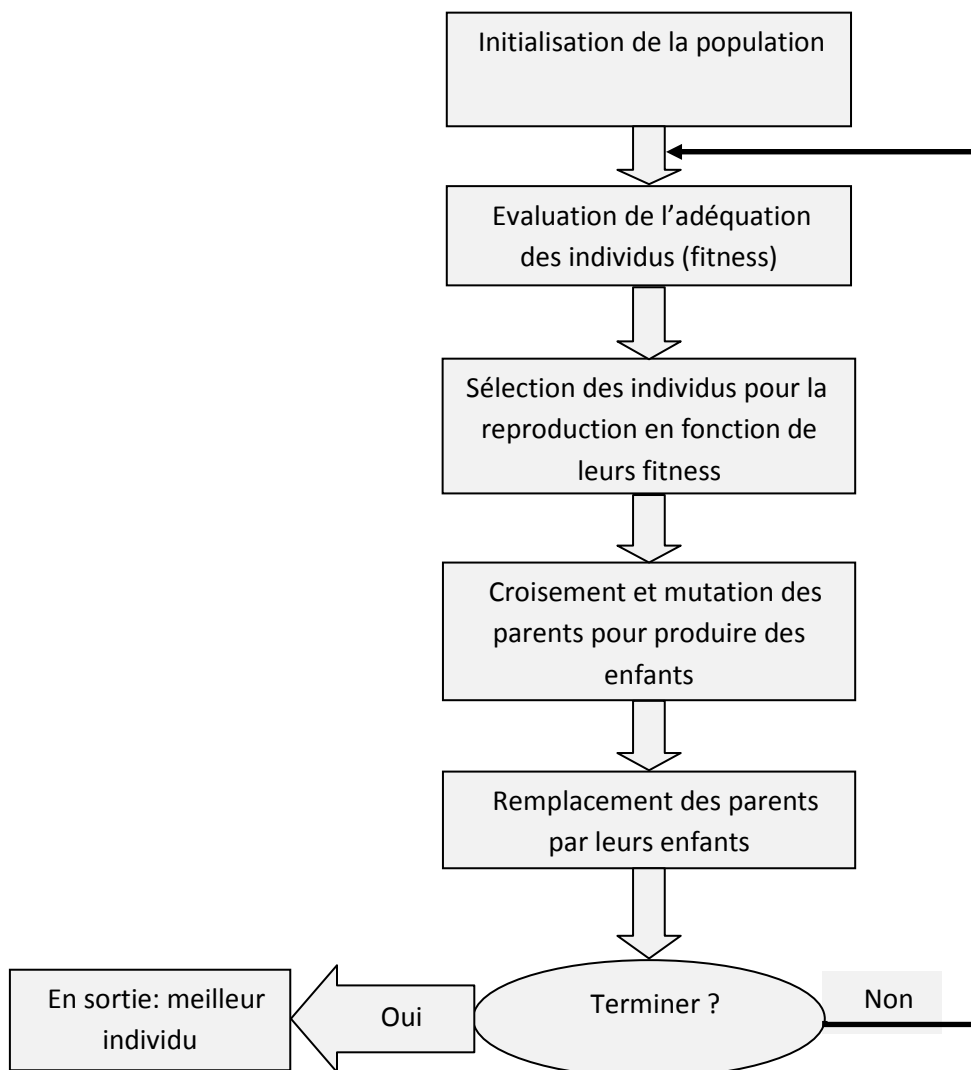 Initialisation de la population
Evaluation de l’adéquation
des individus (fitness)
Sélection des individus pour la
reproduction en fonction de
leurs fitness
Croisement et mutation des
parents pour produire des
enfants
Remplacement des parents
par leurs enfants
Terminer ?
Non
Oui
En sortie: meilleur
individu